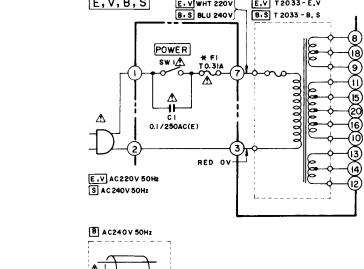 E, V, B, S
E,V WHT 220V
B,S BLU 240V
E,V T2033-E,V
B,S T2033-B,S
POWER
SW1
* F1
T0.31A
C1
0.1/250AC(E)
1
7
2
3
RED 0V
8
18
9
11
15
20
16
10
13
14
12
E,V AC220V 50Hz
S AC240V 50Hz
B AC240V 50Hz